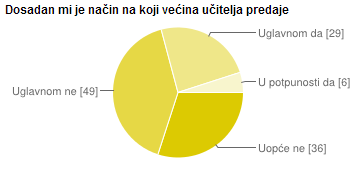 Dosadan mi je način na koji većina učitelja predaje
Uglavnom da [29]
U potpunosti da [6]
Uglavnom ne [49]
Uopće ne [36]